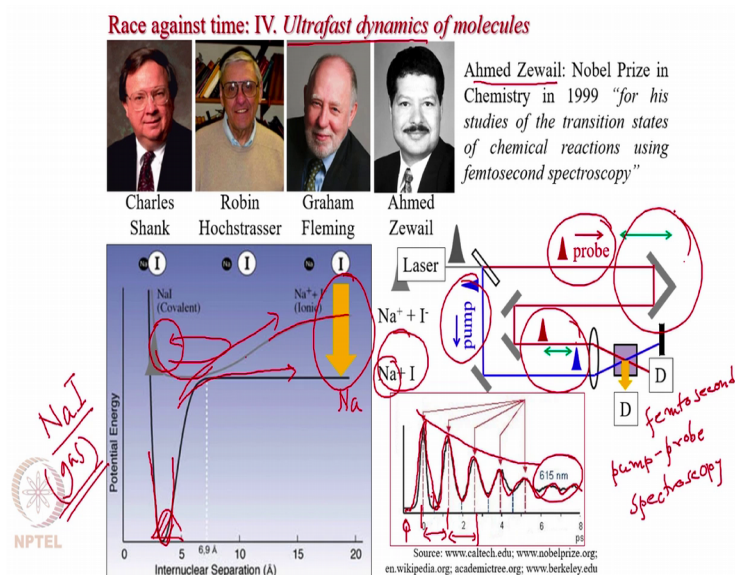 Race against time: IV. Ultrafast dynamics of molecules
Ahmed Zewail: Nobel Prize in
Chemistry in 1999 “for his
studies of the transition states
of chemical reactions using
femtosecond spectroscopy”
Charles
Shank
Robin
Hochstrasser
Graham
Fleming
Ahmed
Zewail
Na I
Na I
Na I
NaI
(Covalent)
Na⁺+ I
(Ionic)
Na
Potential Energy
0 5 10 15 20
6,9 Å
Internuclear Separation (Å)
NaI
(gas)
NPTEL
Laser
probe
pump
Na⁺ + I⁻
Na+ I
D
D
615 nm
0 2 4 6 8
ps
femtosecond
pump-probe
spectroscopy
Source: www.caltech.edu; www.nobelprize.org;
en.wikipedia.org; academictree.org; www.berkeley.edu